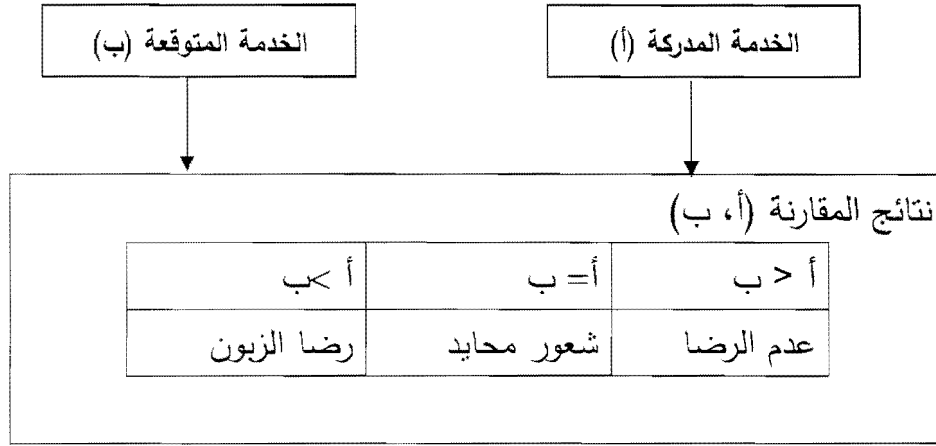 الخدمة المدركة (أ)
الخدمة المتوقعة (ب)
نتائج المقارنة (أ، ب)
أ < ب أ= ب أ >ب
عدم الرضا شعور محايد رضا الزبون